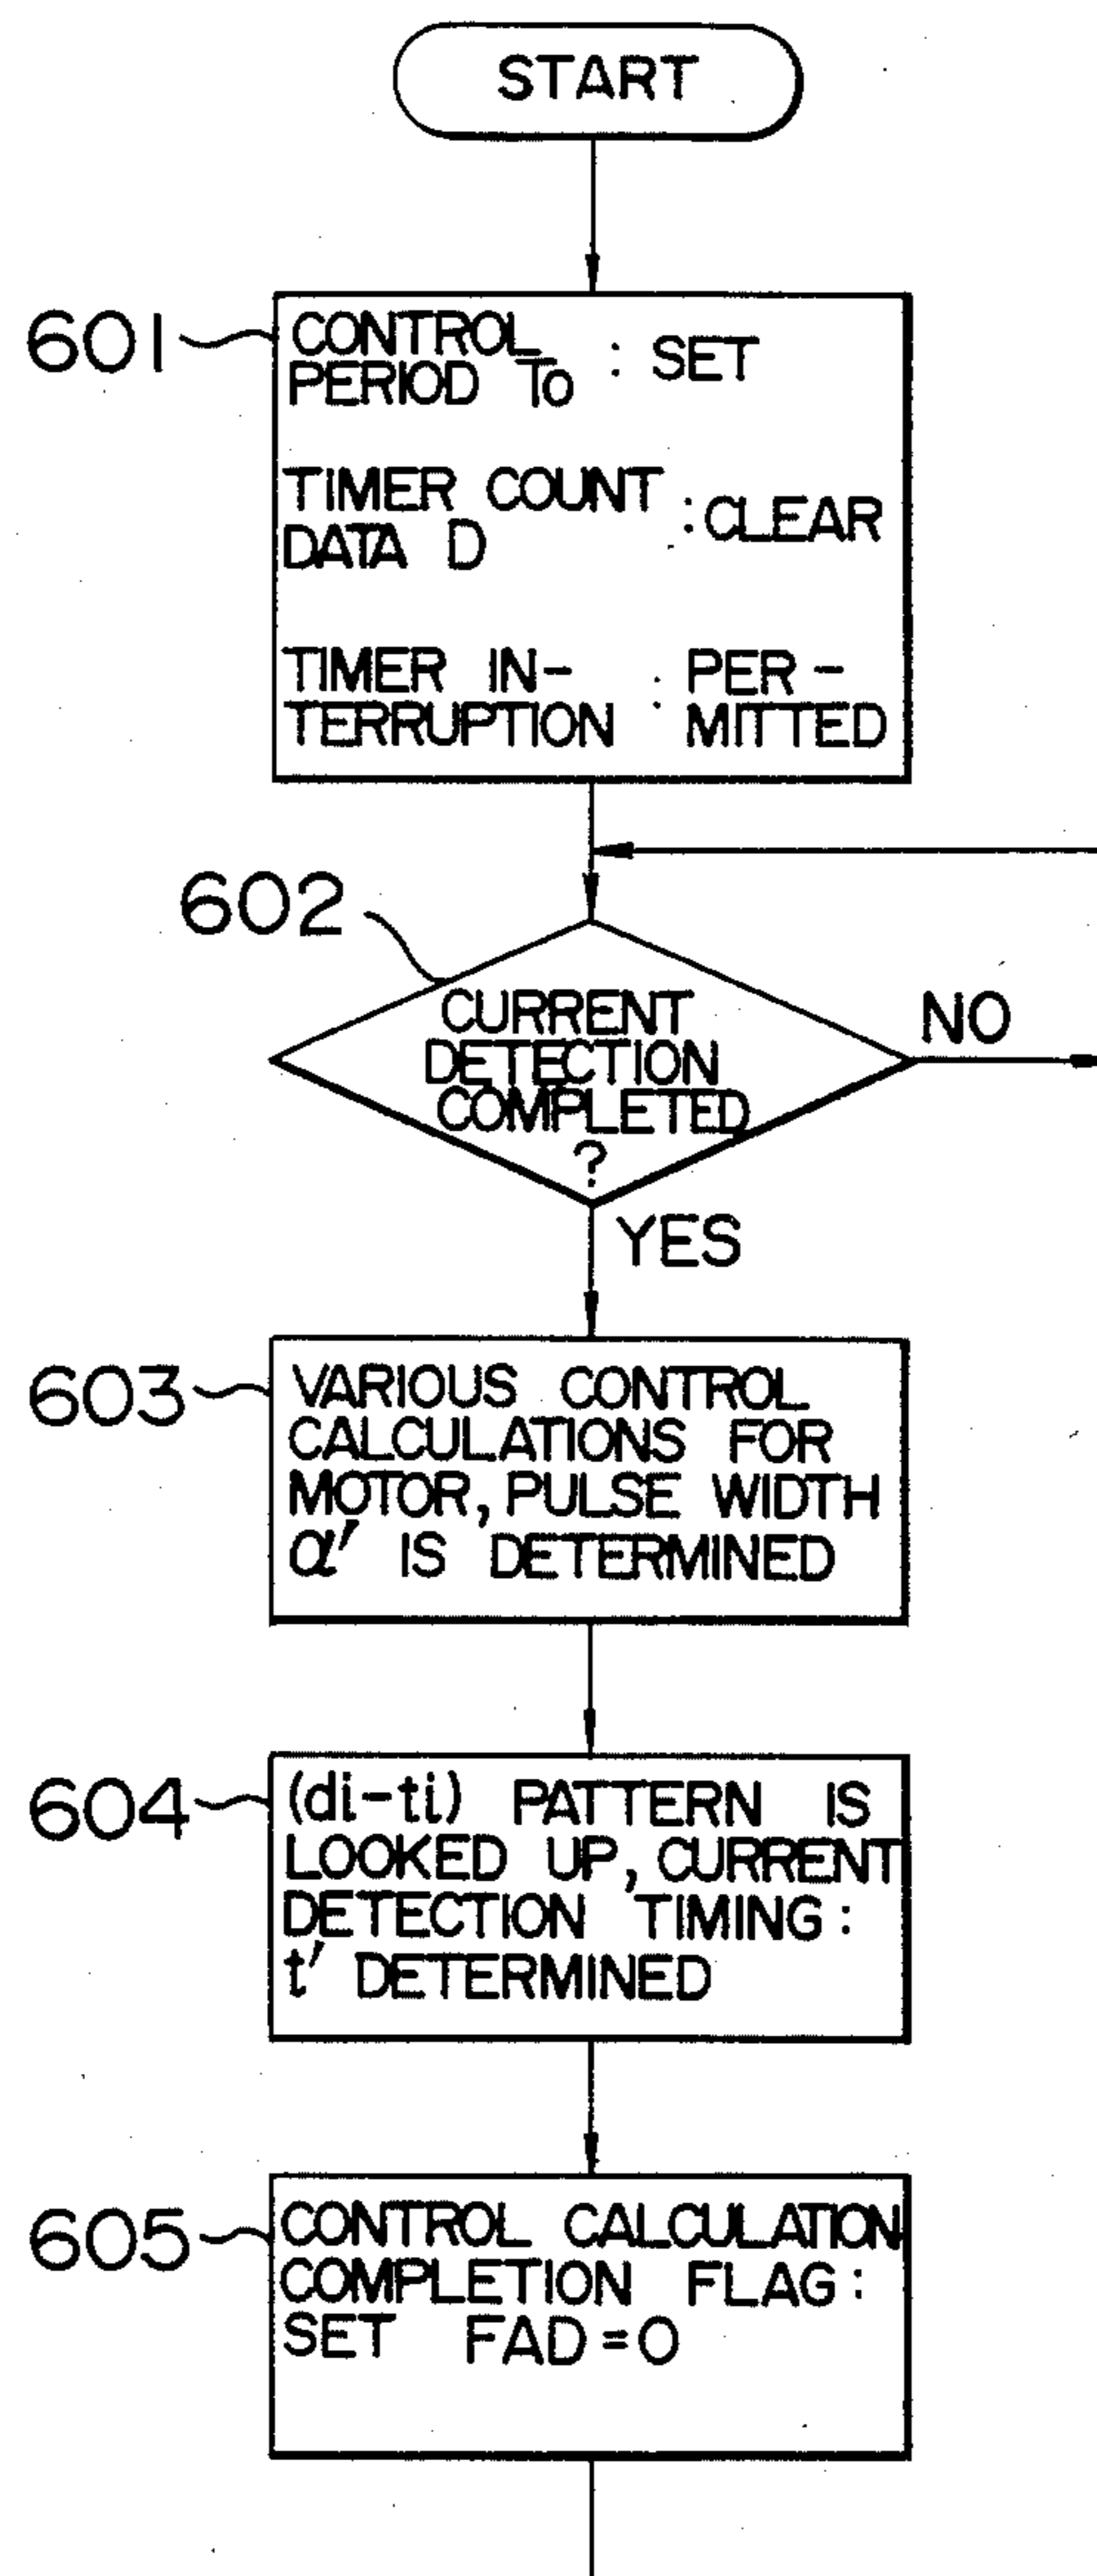 START
601
CONTROL
PERIOD To : SET
TIMER COUNT
DATA D : CLEAR
TIMER IN- : PER-
TERRUPTION MITTED
602
CURRENT
DETECTION
COMPLETED
?
NO
YES
603
VARIOUS CONTROL
CALCULATIONS FOR
MOTOR, PULSE WIDTH
α' IS DETERMINED
604
(di-ti) PATTERN IS
LOOKED UP, CURRENT
DETECTION TIMING:
t' DETERMINED
605
CONTROL CALCULATION
COMPLETION FLAG:
SET FAD=0